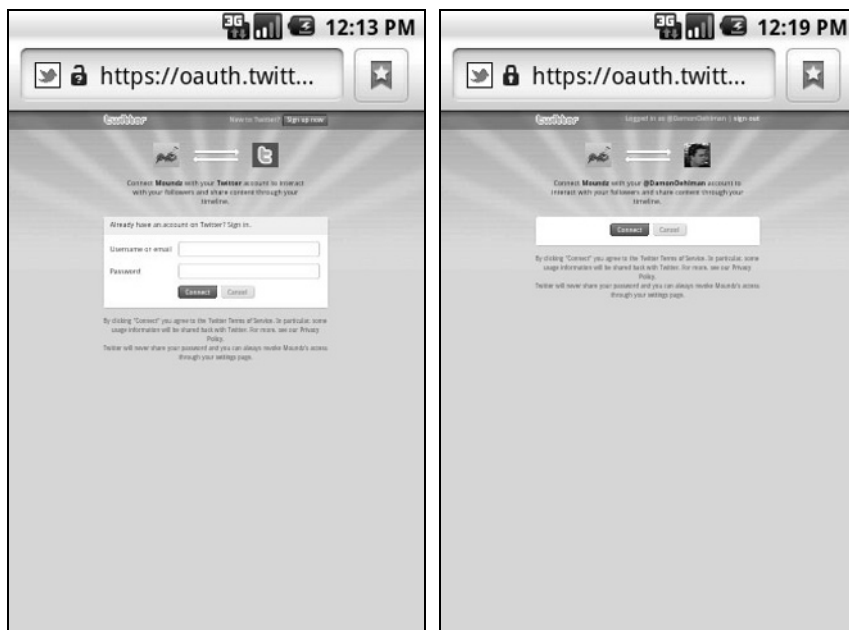 3G 12:13 PM
https://oauth.twitt...
twitter New to Twitter? Sign up now
Connect Moundz with your Twitter account to interact
with your followers and share content through your
timeline.
Already have an account on Twitter? Sign in.
Username or email
Password
Connect Cancel
By clicking "Connect" you agree to the Twitter Terms of Service. In particular, some
usage information will be shared back with Twitter. For more, see our Privacy
Policy.
Twitter will never share your password and you can always revoke Moundz's access
through your settings page.
3G 12:19 PM
https://oauth.twitt...
twitter Logged in as @DamonOehlman | sign out
Connect Moundz with your @DamonOehlman account to
interact with your followers and share content through your
timeline.
Connect Cancel
By clicking "Connect" you agree to the Twitter Terms of Service. In particular, some
usage information will be shared back with Twitter. For more, see our Privacy
Policy.
Twitter will never share your password and you can always revoke Moundz's access
through your settings page.